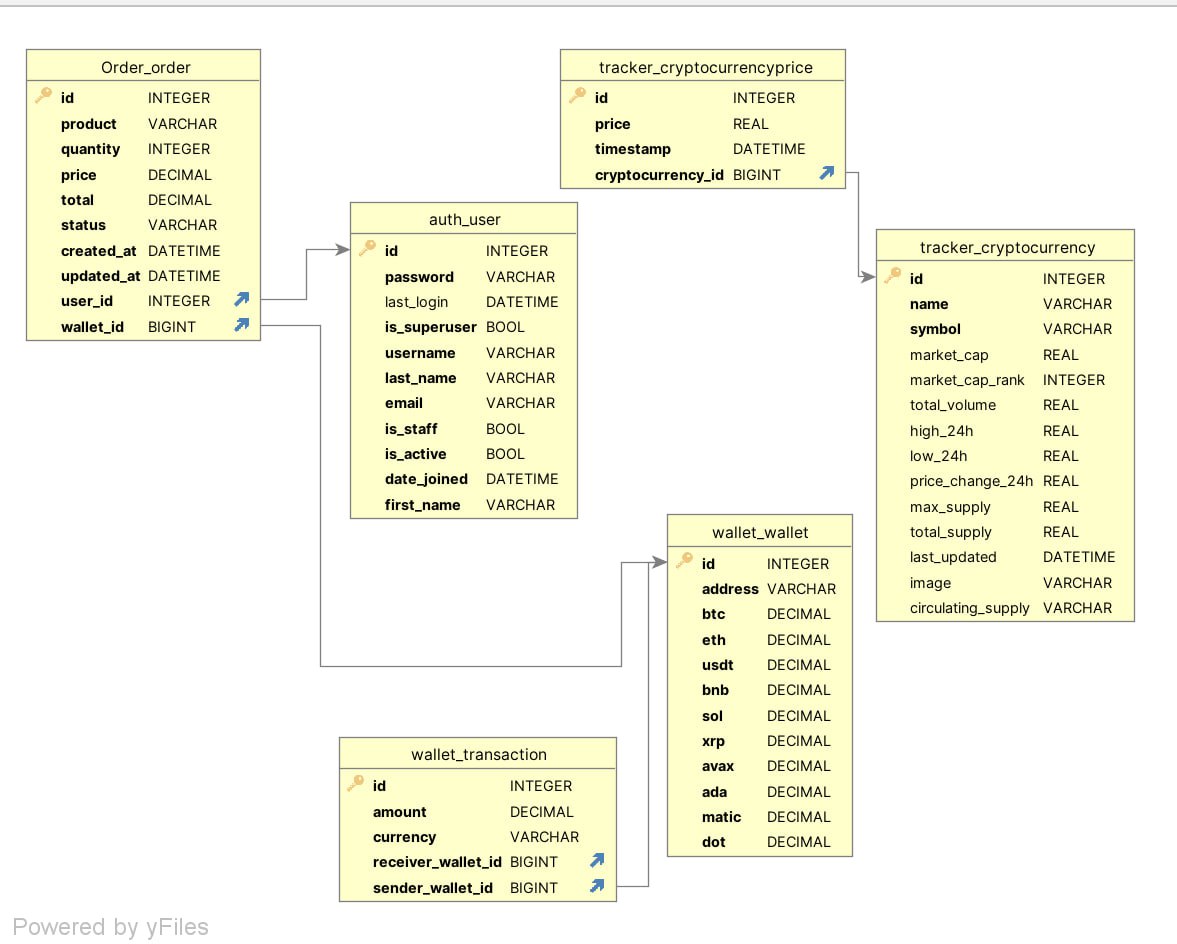 Order_order
id INTEGER
product VARCHAR
quantity INTEGER
price DECIMAL
total DECIMAL
status VARCHAR
created_at DATETIME
updated_at DATETIME
user_id INTEGER
wallet_id BIGINT
tracker_cryptocurrencyprice
id INTEGER
price REAL
timestamp DATETIME
cryptocurrency_id BIGINT
auth_user
id INTEGER
password VARCHAR
last_login DATETIME
is_superuser BOOL
username VARCHAR
last_name VARCHAR
email VARCHAR
is_staff BOOL
is_active BOOL
date_joined DATETIME
first_name VARCHAR
tracker_cryptocurrency
id INTEGER
name VARCHAR
symbol VARCHAR
market_cap REAL
market_cap_rank INTEGER
total_volume REAL
high_24h REAL
low_24h REAL
price_change_24h REAL
max_supply REAL
total_supply REAL
last_updated DATETIME
image VARCHAR
circulating_supply VARCHAR
wallet_wallet
id INTEGER
address VARCHAR
btc DECIMAL
eth DECIMAL
usdt DECIMAL
bnb DECIMAL
sol DECIMAL
xrp DECIMAL
avax DECIMAL
ada DECIMAL
matic DECIMAL
dot DECIMAL
wallet_transaction
id INTEGER
amount DECIMAL
currency VARCHAR
receiver_wallet_id BIGINT
sender_wallet_id BIGINT
Powered by yFiles